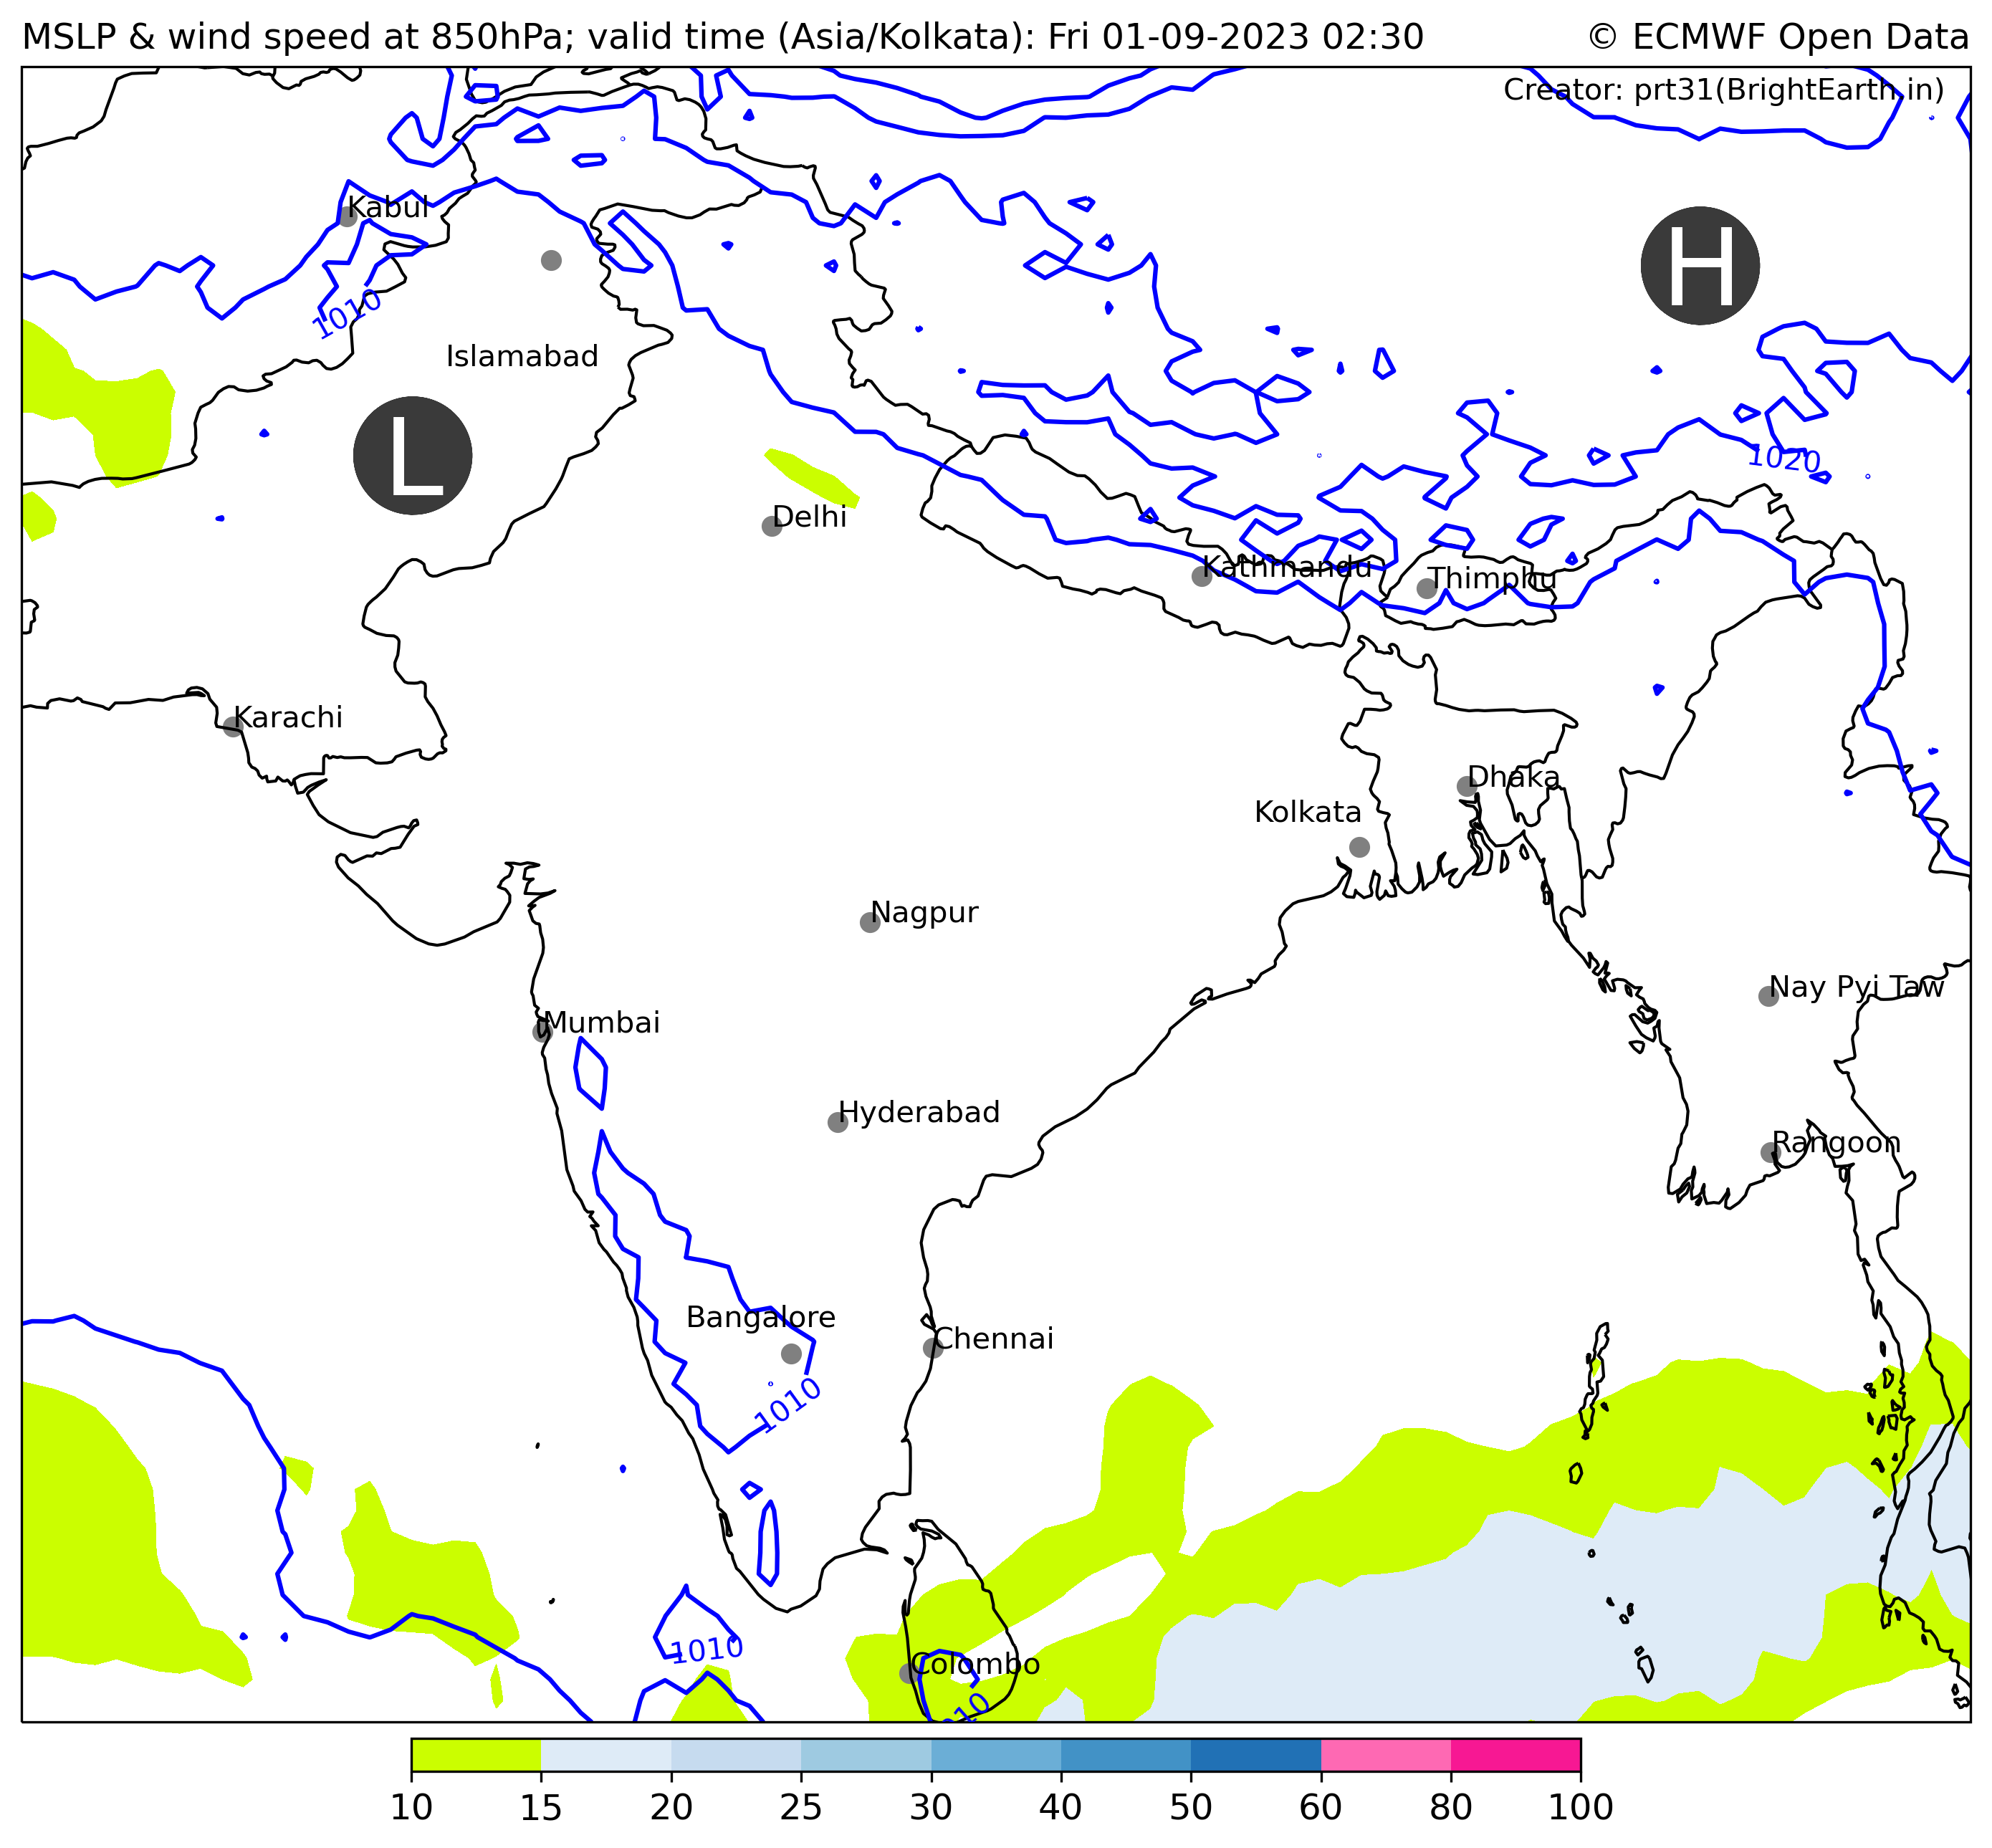 MSLP & wind speed at 850hPa; valid time (Asia/Kolkata): Fri 01-09-2023 02:30
© ECMWF Open Data
Creator: prt31(BrightEarth.in)
Kabul
H
1010
Islamabad
L
1020
Delhi
Kathmandu
Thimphu
Karachi
Dhaka
Kolkata
Nagpur
Nay Pyi Taw
Mumbai
Hyderabad
Rangoon
Bangalore
Chennai
1010
1010
Colombo
10
10 15 20 25 30 40 50 60 80 100